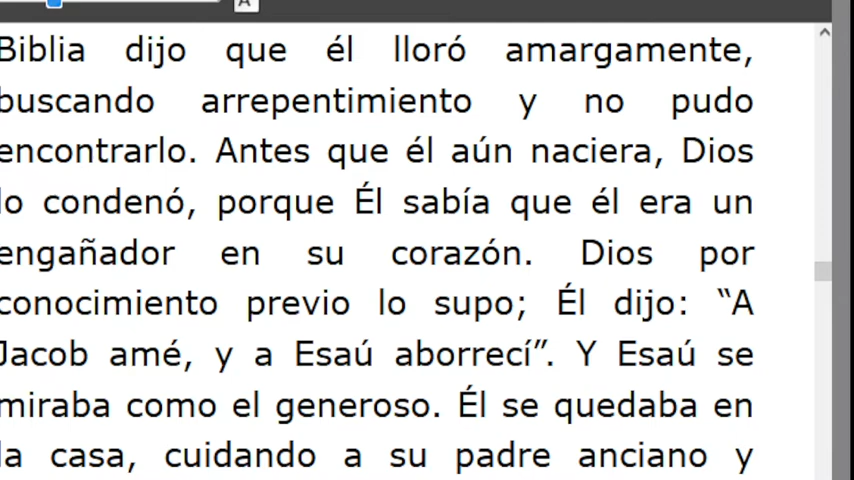 A
Biblia dijo que él lloró amargamente,
buscando arrepentimiento y no pudo
encontrarlo. Antes que él aún naciera, Dios
lo condenó, porque Él sabía que él era un
engañador en su corazón. Dios por
conocimiento previo lo supo; Él dijo: “A
Jacob amé, y a Esaú aborrecí”. Y Esaú se
miraba como el generoso. Él se quedaba en
la casa, cuidando a su padre anciano y